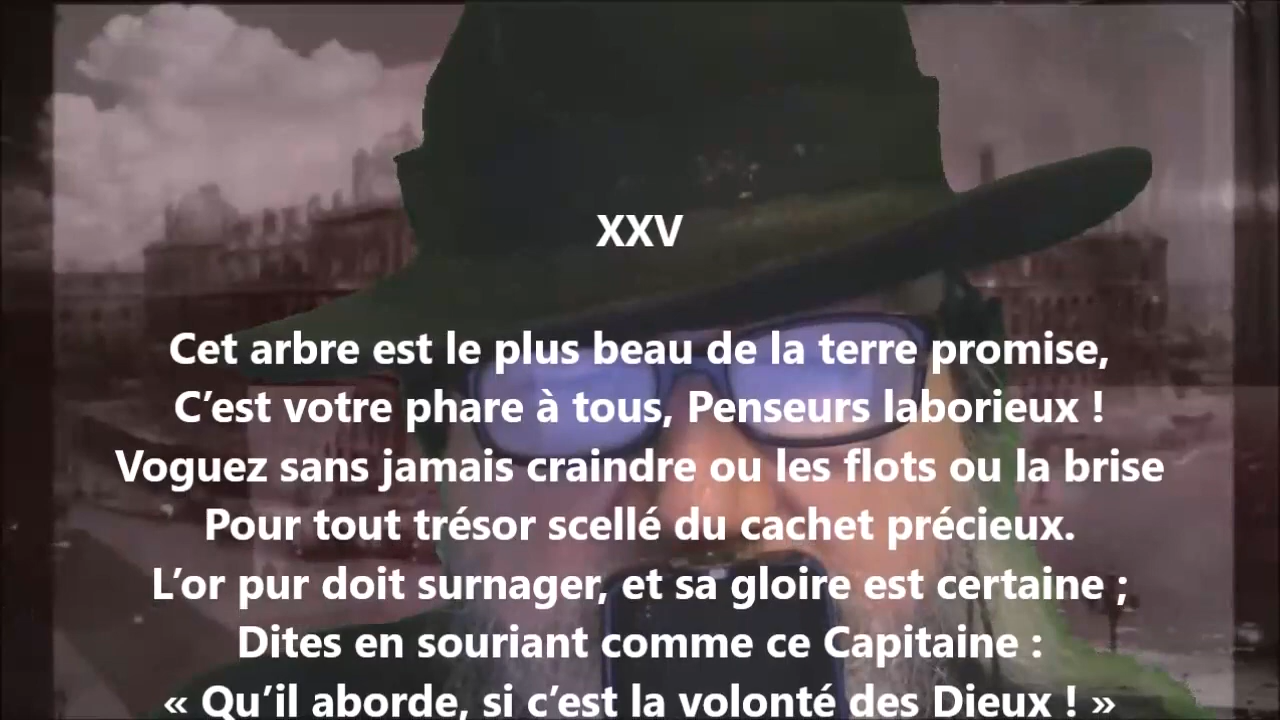 XXV
Cet arbre est le plus beau de la terre promise,
C’est votre phare à tous, Penseurs laborieux !
Voguez sans jamais craindre ou les flots ou la brise
Pour tout trésor scellé du cachet précieux.
L’or pur doit surnager, et sa gloire est certaine ;
Dites en souriant comme ce Capitaine :
« Qu’il aborde, si c’est la volonté des Dieux ! »